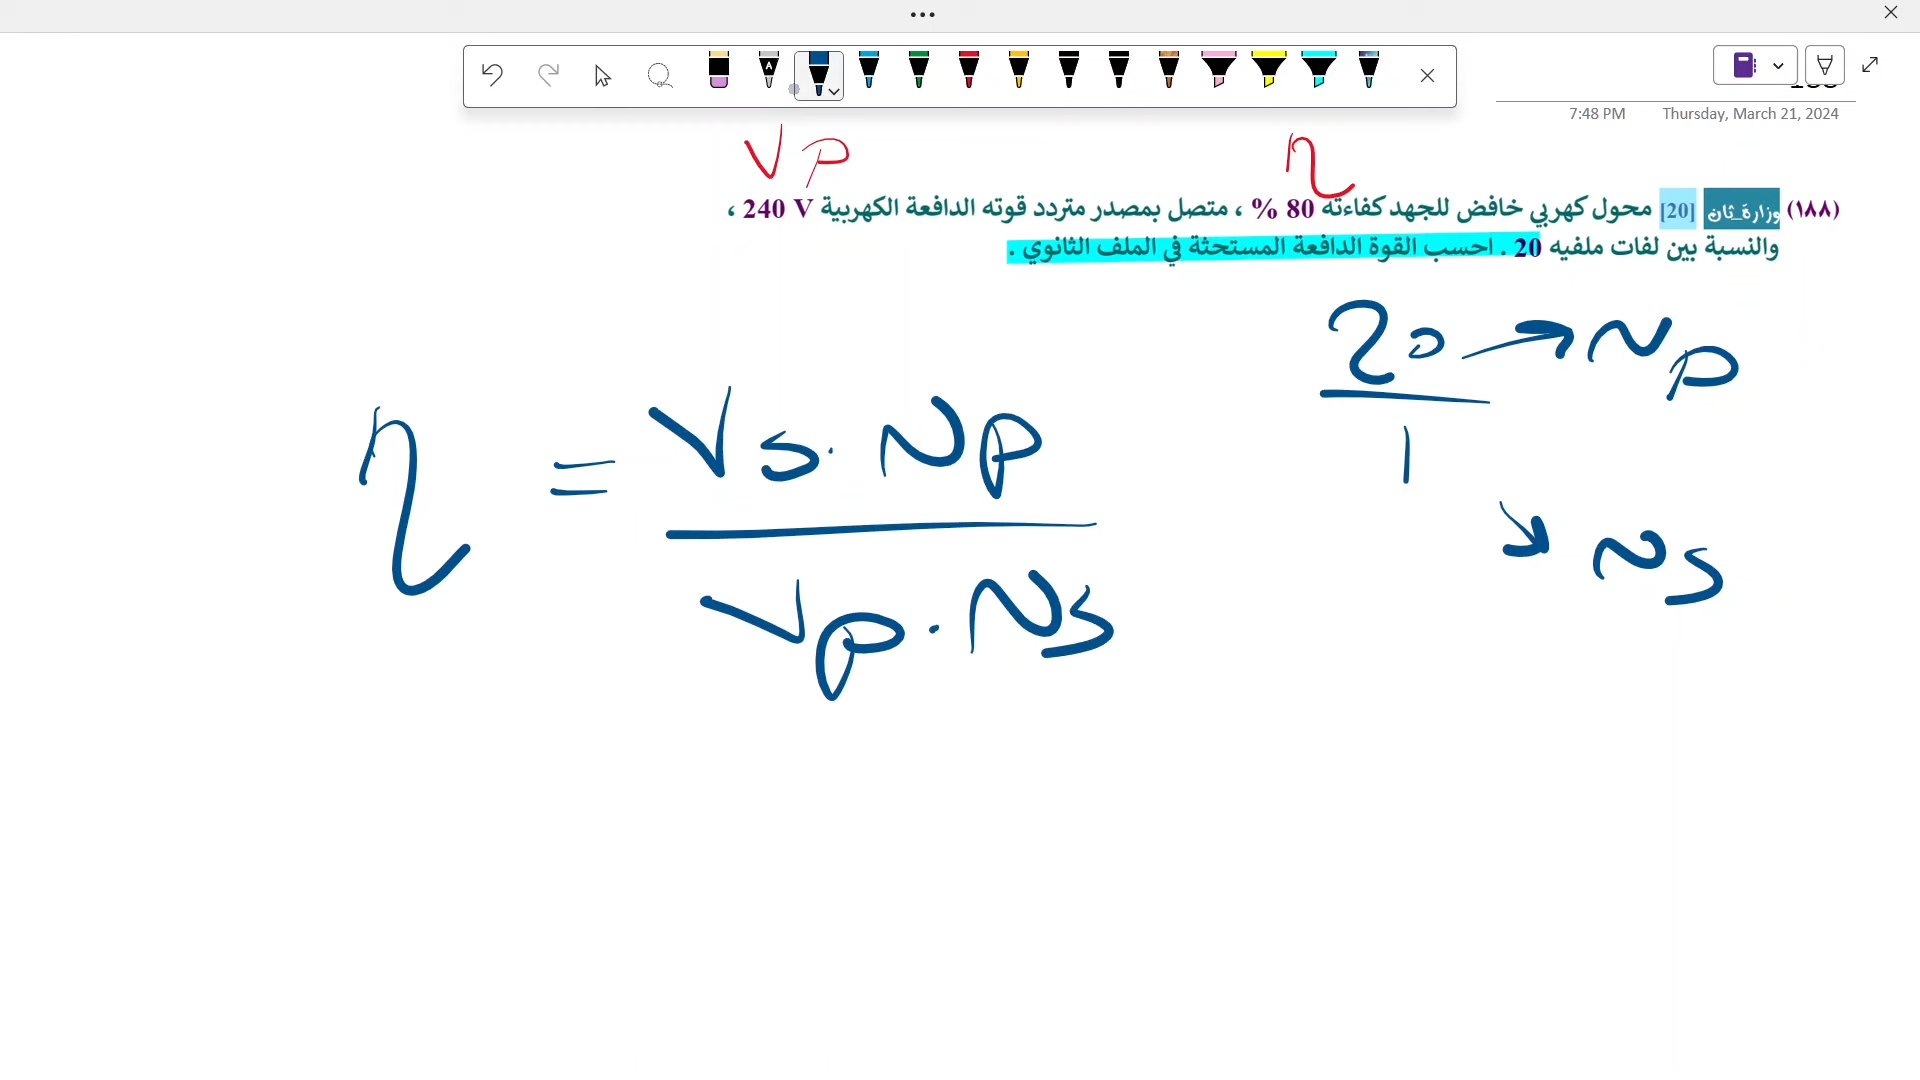 7:48 PM Thursday, March 21, 2024
Vp
η
(١٨٨) وزارة_ثان [20] محول كهربي خافض للجهد كفاءته 80 % ، متصل بمصدر متردد قوته الدافعة الكهربية 240 V ،
والنسبة بين لفات ملفيه 20 . احسب القوة الدافعة المستحثة في الملف الثانوي .
20 → Np
1
↘ Ns
η = Vs . Np
Vp . Ns